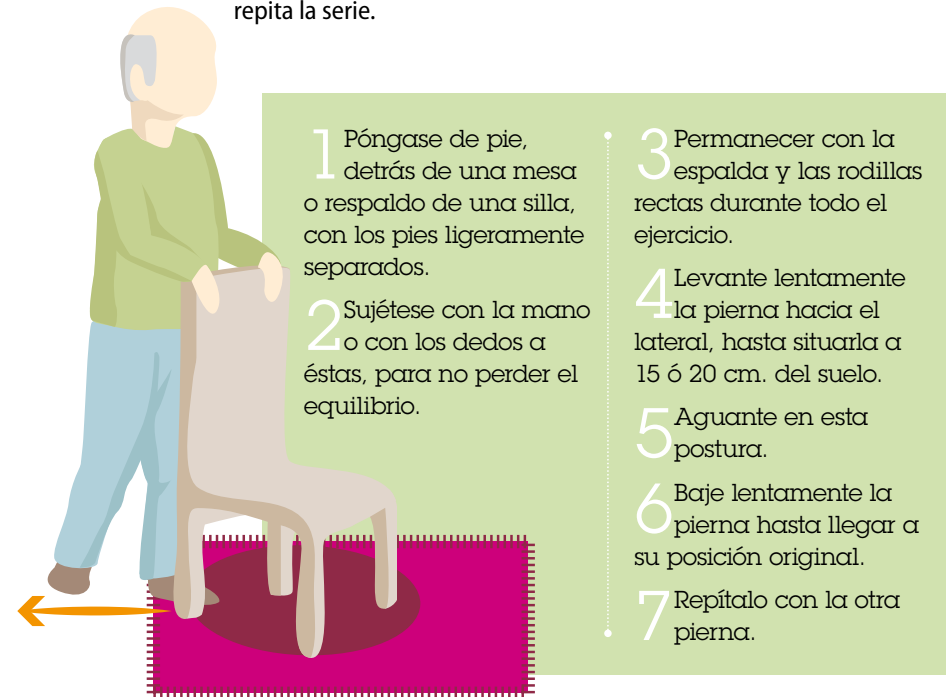 repita la serie.
1 Póngase de pie,
detrás de una mesa
o respaldo de una silla,
con los pies ligeramente
separados.
2 Sujétese con la mano
o con los dedos a
éstas, para no perder el
equilibrio.
3 Permanecer con la
espalda y las rodillas
rectas durante todo el
ejercicio.
4 Levante lentamente
la pierna hacia el
lateral, hasta situarla a
15 ó 20 cm. del suelo.
5 Aguante en esta
postura.
6 Baje lentamente la
pierna hasta llegar a
su posición original.
7 Repítalo con la otra
pierna.